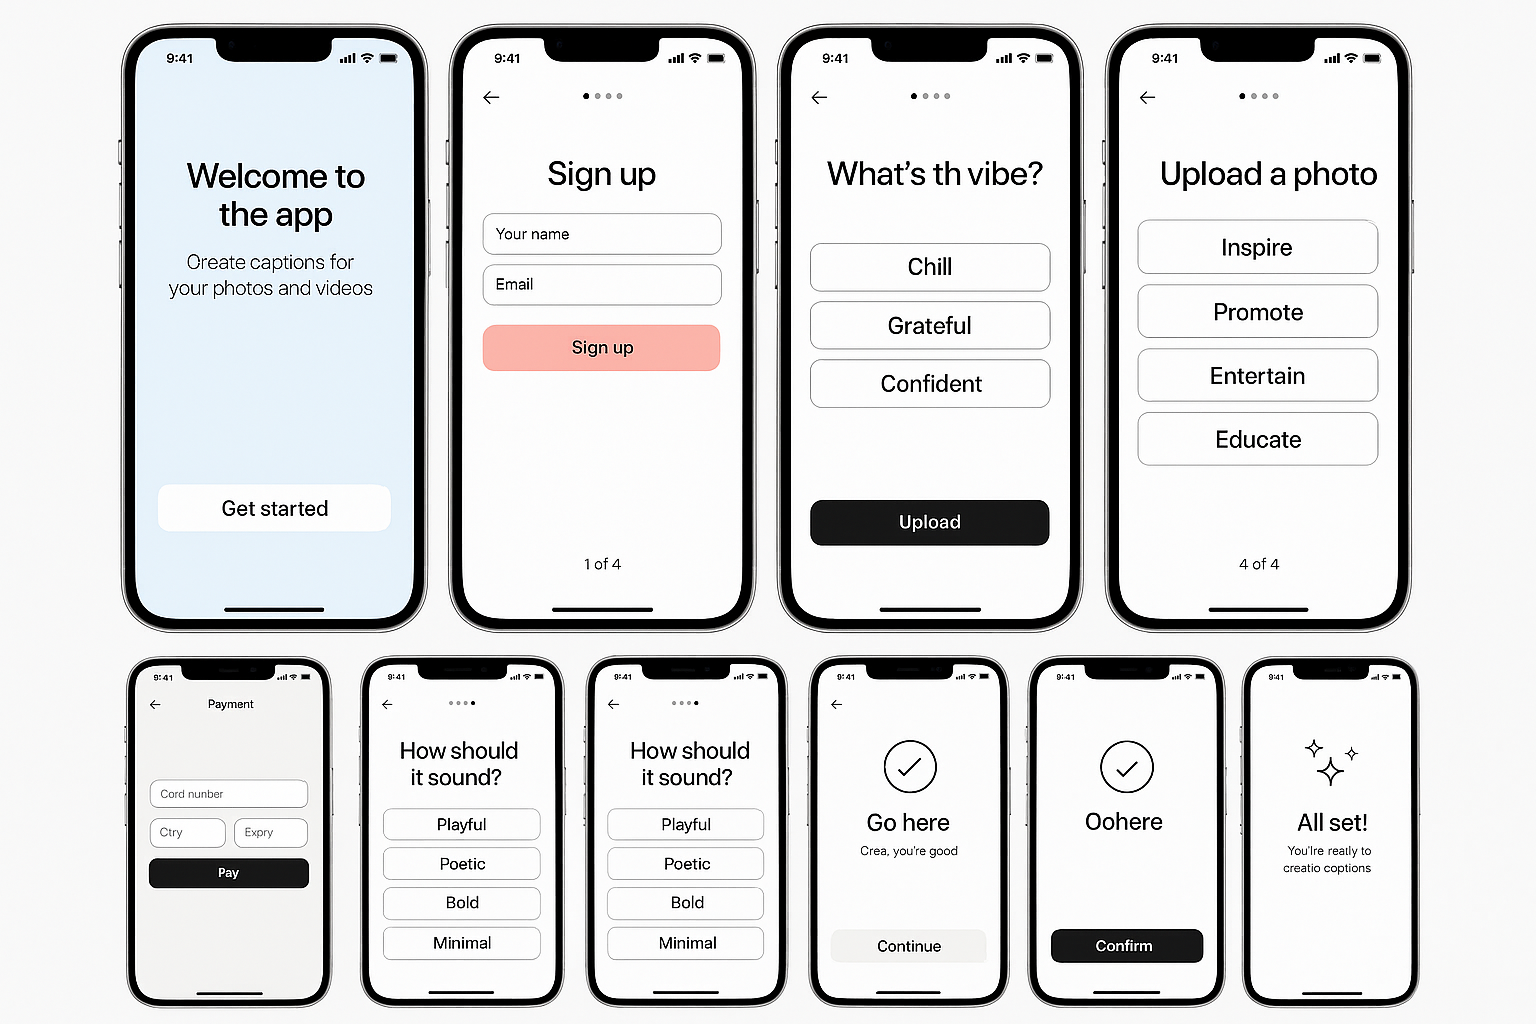 9:41
Welcome to
the app
Create captions for
your photos and videos
Get started
9:41
Sign up
Your name
Email
Sign up
1 of 4
9:41
What's th vibe?
Chill
Grateful
Confident
Upload
9:41
Upload a photo
Inspire
Promote
Entertain
Educate
4 of 4
9:41
Payment
Cord nunber
Ctry
Expry
Pay
9:41
How should
it sound?
Playful
Poetic
Bold
Minimal
9:41
How should
it sound?
Playful
Poetic
Bold
Minimal
9:41
Go here
Crea, you're good
Continue
9:41
Oohere
Confirm
9:41
All set!
You'lre reatly to
creatio coptions